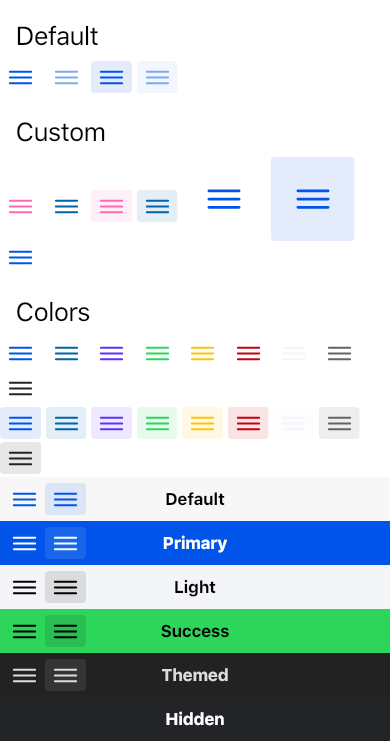 Default
Custom
Colors
Default
Primary
Light
Success
Themed
Hidden